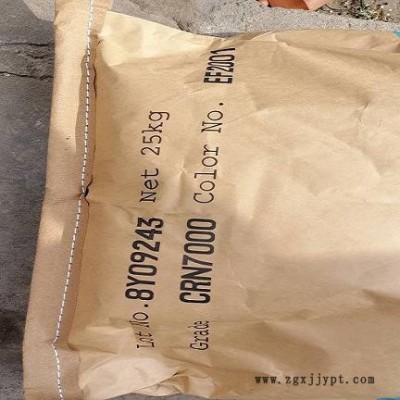 Lot No. 8Y09243 Net 25kg
Grade CRN7000 Color No. EF2001
www.zgxjjypt.com